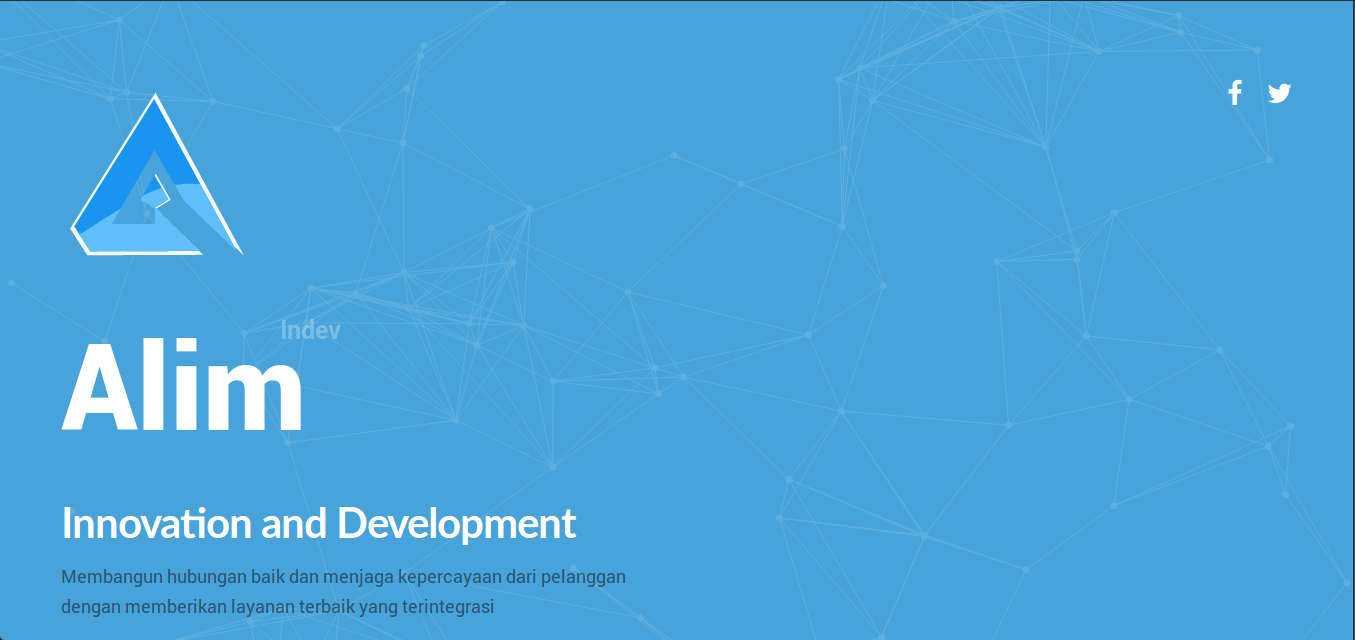 Indev
Alim
Innovation and Development
Membangun hubungan baik dan menjaga kepercayaan dari pelanggan
dengan memberikan layanan terbaik yang terintegrasi